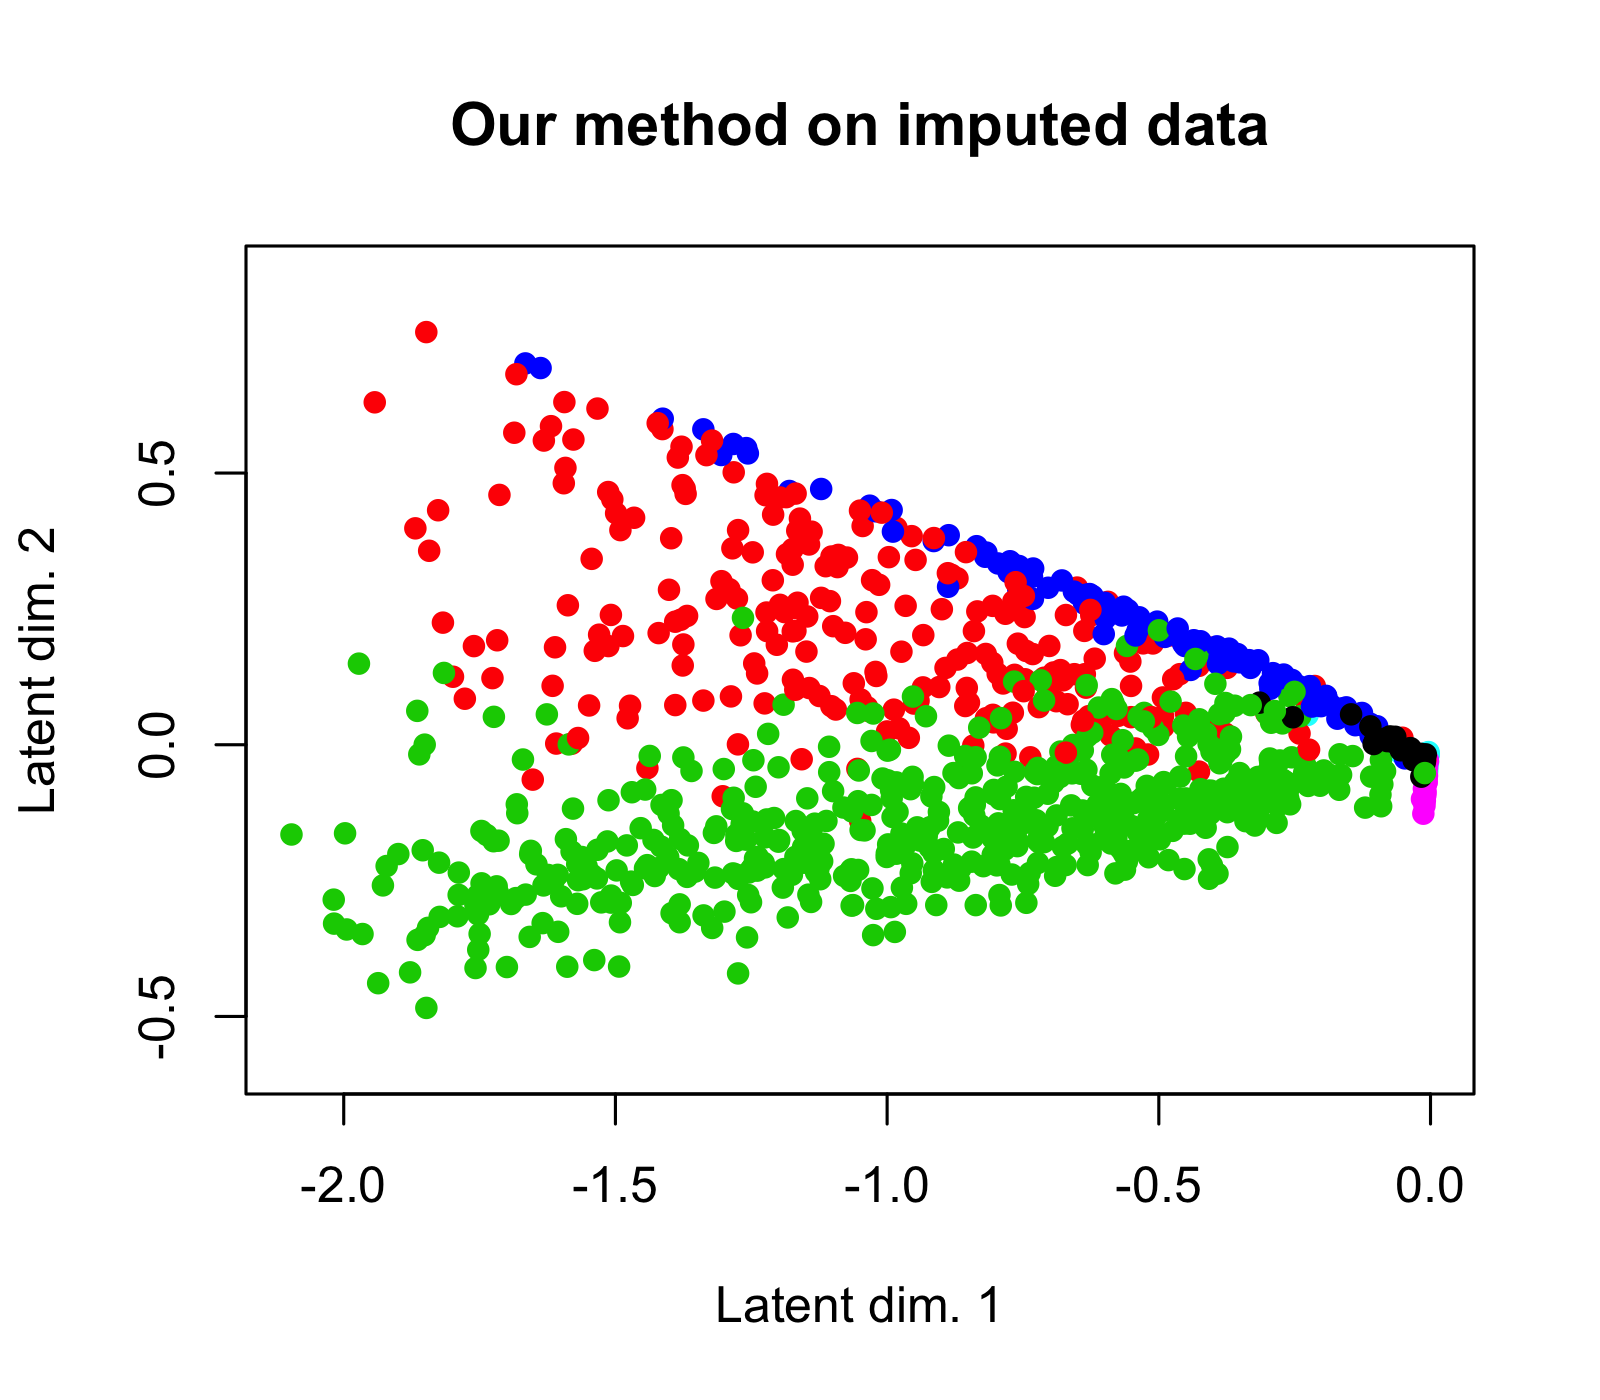 Our method on imputed data
Latent dim. 2
0.5
0.0
-0.5
-2.0 -1.5 -1.0 -0.5 0.0
Latent dim. 1